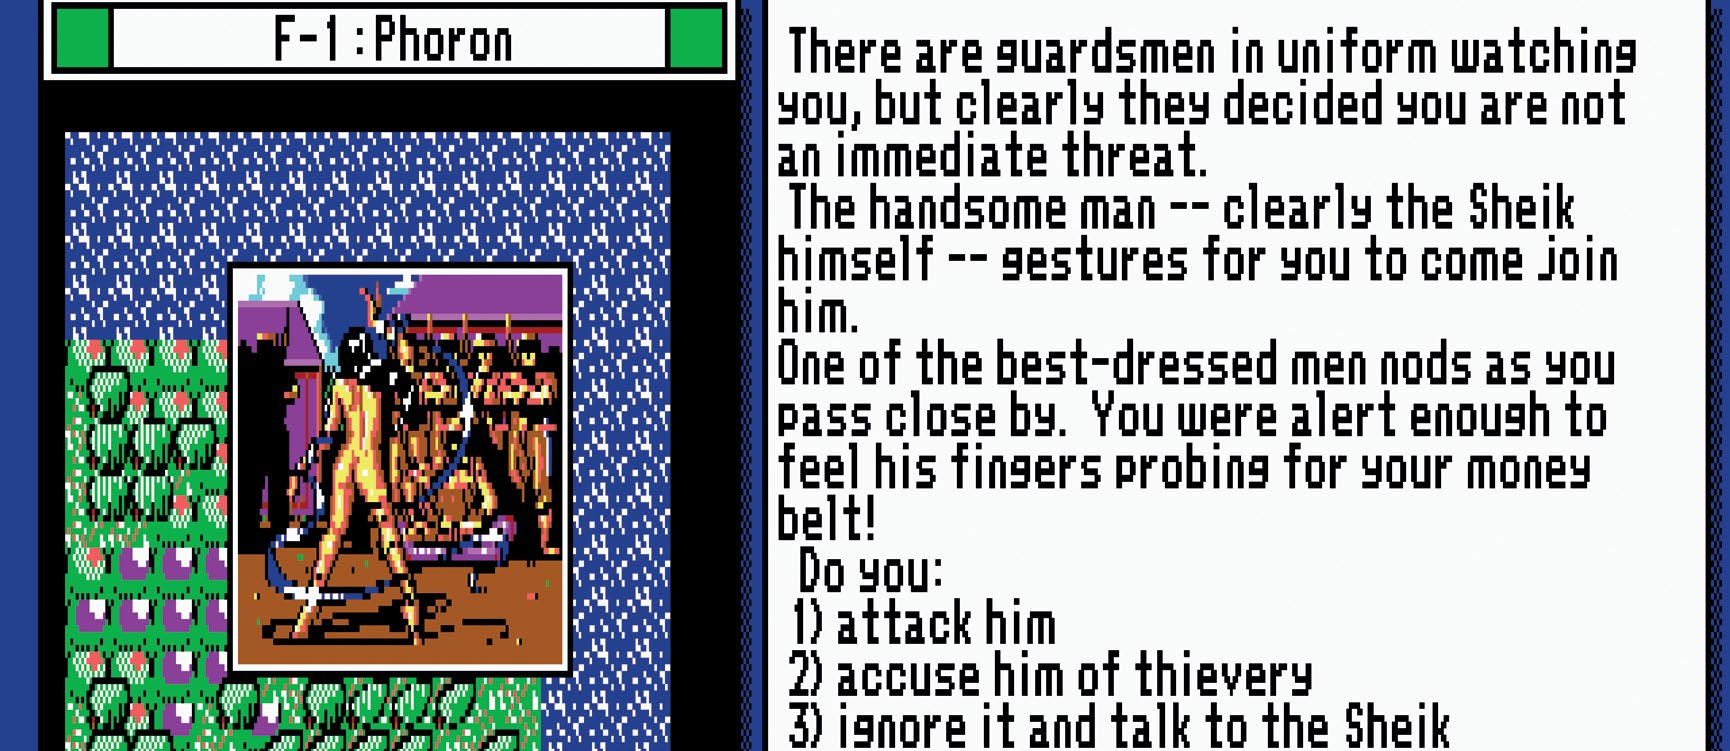 F-1 : Phoron
There are guardsmen in uniform watching
you, but clearly they decided you are not
an immediate threat.
The handsome man -- clearly the Sheik
himself -- gestures for you to come join
him.
One of the best-dressed men nods as you
pass close by. You were alert enough to
feel his fingers probing for your money
belt!
Do you:
1) attack him
2) accuse him of thievery
3) ignore it and talk to the Sheik